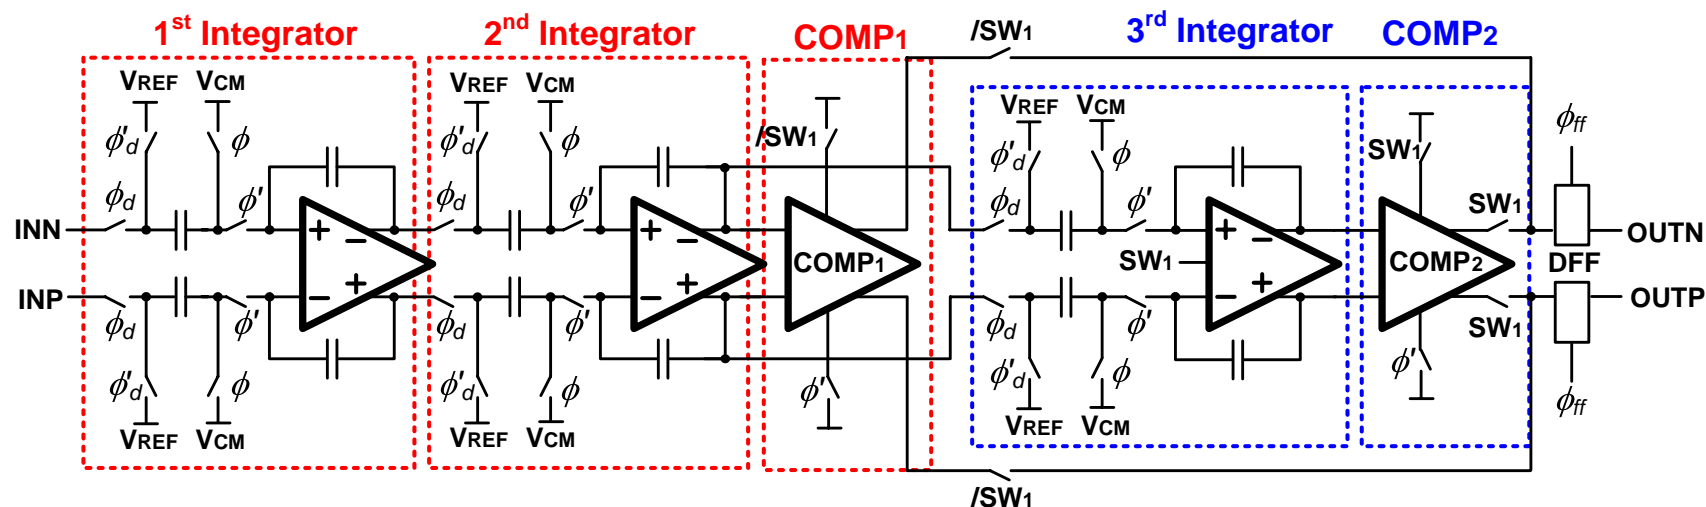 1st Integrator
2nd Integrator
COMP1
/SW1
3rd Integrator
COMP2
VREF VCM VREF VCM VREF VCM
ϕ'd ϕ ϕ'd ϕ /SW1 ϕ'd ϕ SW1 ϕff
ϕd ϕ' ϕd ϕ' ϕd ϕ' SW1
INN + − + − + − OUTN
COMP1 SW1 COMP2 DFF
INP − + − + − + OUTP
ϕd ϕ' ϕd ϕ' ϕd ϕ' SW1
ϕ'd ϕ ϕ'd ϕ ϕ' ϕ'd ϕ ϕ' ϕff
VREF VCM VREF VCM VREF VCM
/SW1